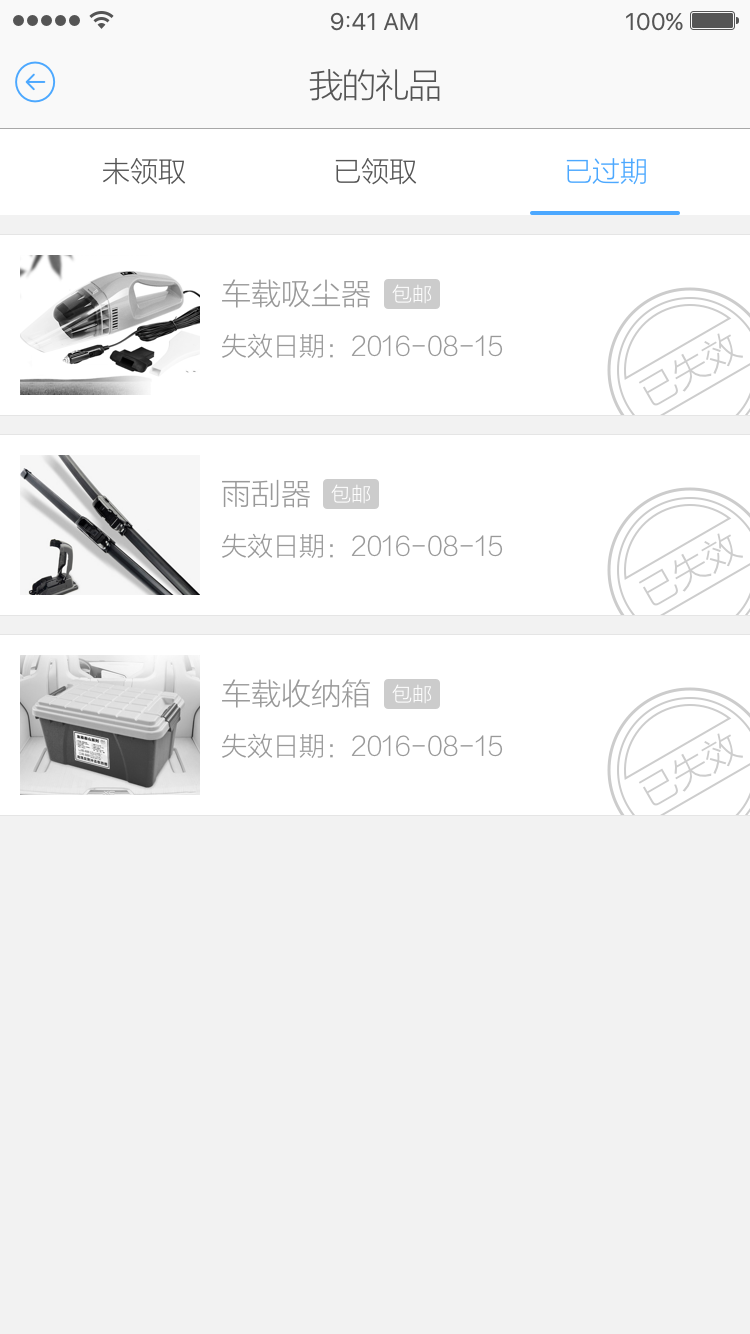 9:41 AM
100%
我的礼品
未领取
已领取
已过期
车载吸尘器 包邮
失效日期：2016-08-15
已失效
雨刮器 包邮
失效日期：2016-08-15
已失效
车载收纳箱 包邮
失效日期：2016-08-15
已失效